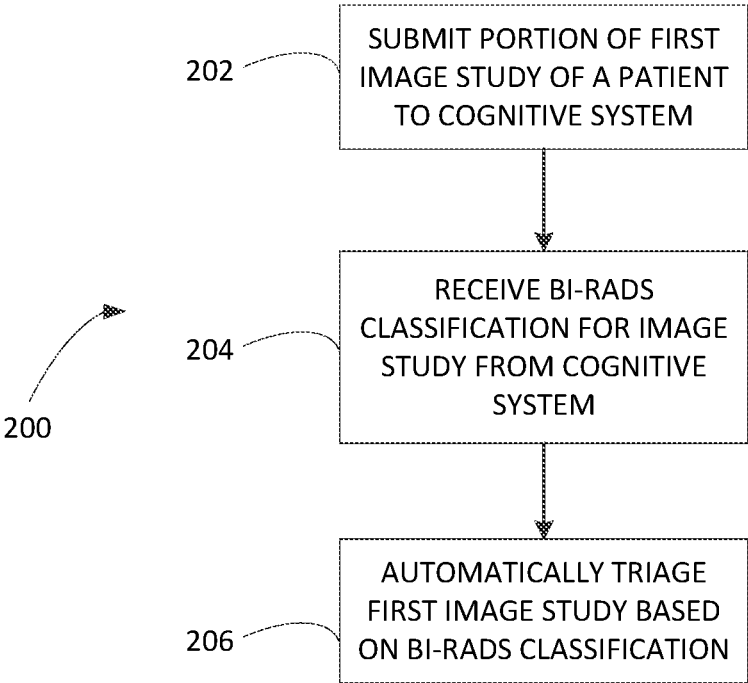 202
SUBMIT PORTION OF FIRST
IMAGE STUDY OF A PATIENT
TO COGNITIVE SYSTEM
RECEIVE BI-RADS
CLASSIFICATION FOR IMAGE
STUDY FROM COGNITIVE
SYSTEM
204
200
AUTOMATICALLY TRIAGE
FIRST IMAGE STUDY BASED
ON BI-RADS CLASSIFICATION
206